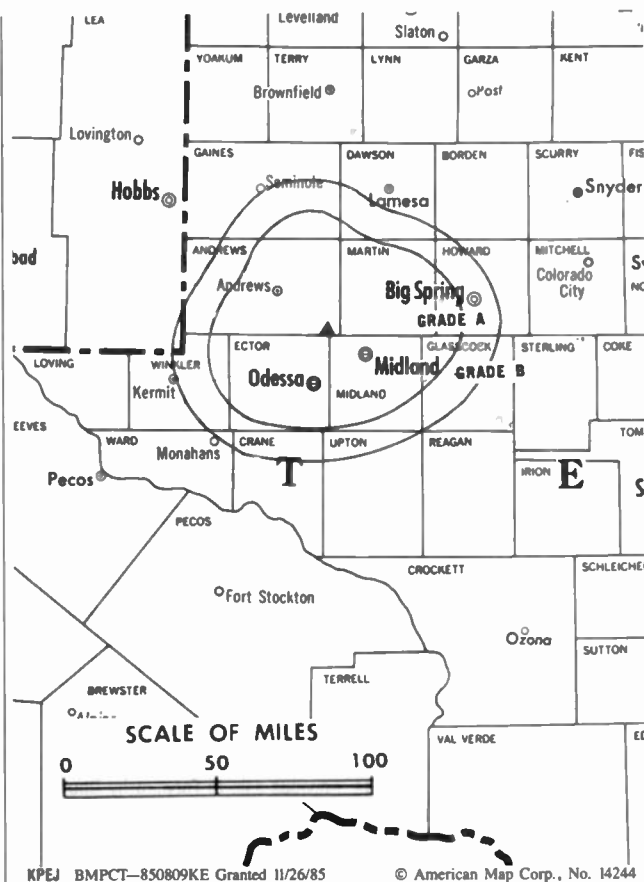 LEA
Levelland
Slaton
YOAKUM TERRY LYNN GARZA KENT
Brownfield
Post
Lovington
GAINES DAWSON BORDEN SCURRY FIS
Hobbs
Seminole
Lamesa
Snyder
bad
ANDREWS MARTIN HOWARD MITCHELL
Andrews
Big Spring
Colorado
City
GRADE A
ECTOR GLASSCOCK STERLING COKE
LOVING WINKLER
Kermit
Odessa
Midland
GRADE B
MIDLAND
EEVES
WARD CRANE UPTON REAGAN TOM
Monahans
Pecos
T
E
S
IRION
PECOS
CROCKETT SCHLEICHE
Fort Stockton
Ozona
SUTTON
TERRELL
BREWSTER
VAL VERDE ED
SCALE OF MILES
0 50 100
KPEJ BMPCT—850809KE Granted 11/26/85 © American Map Corp., No. 14244